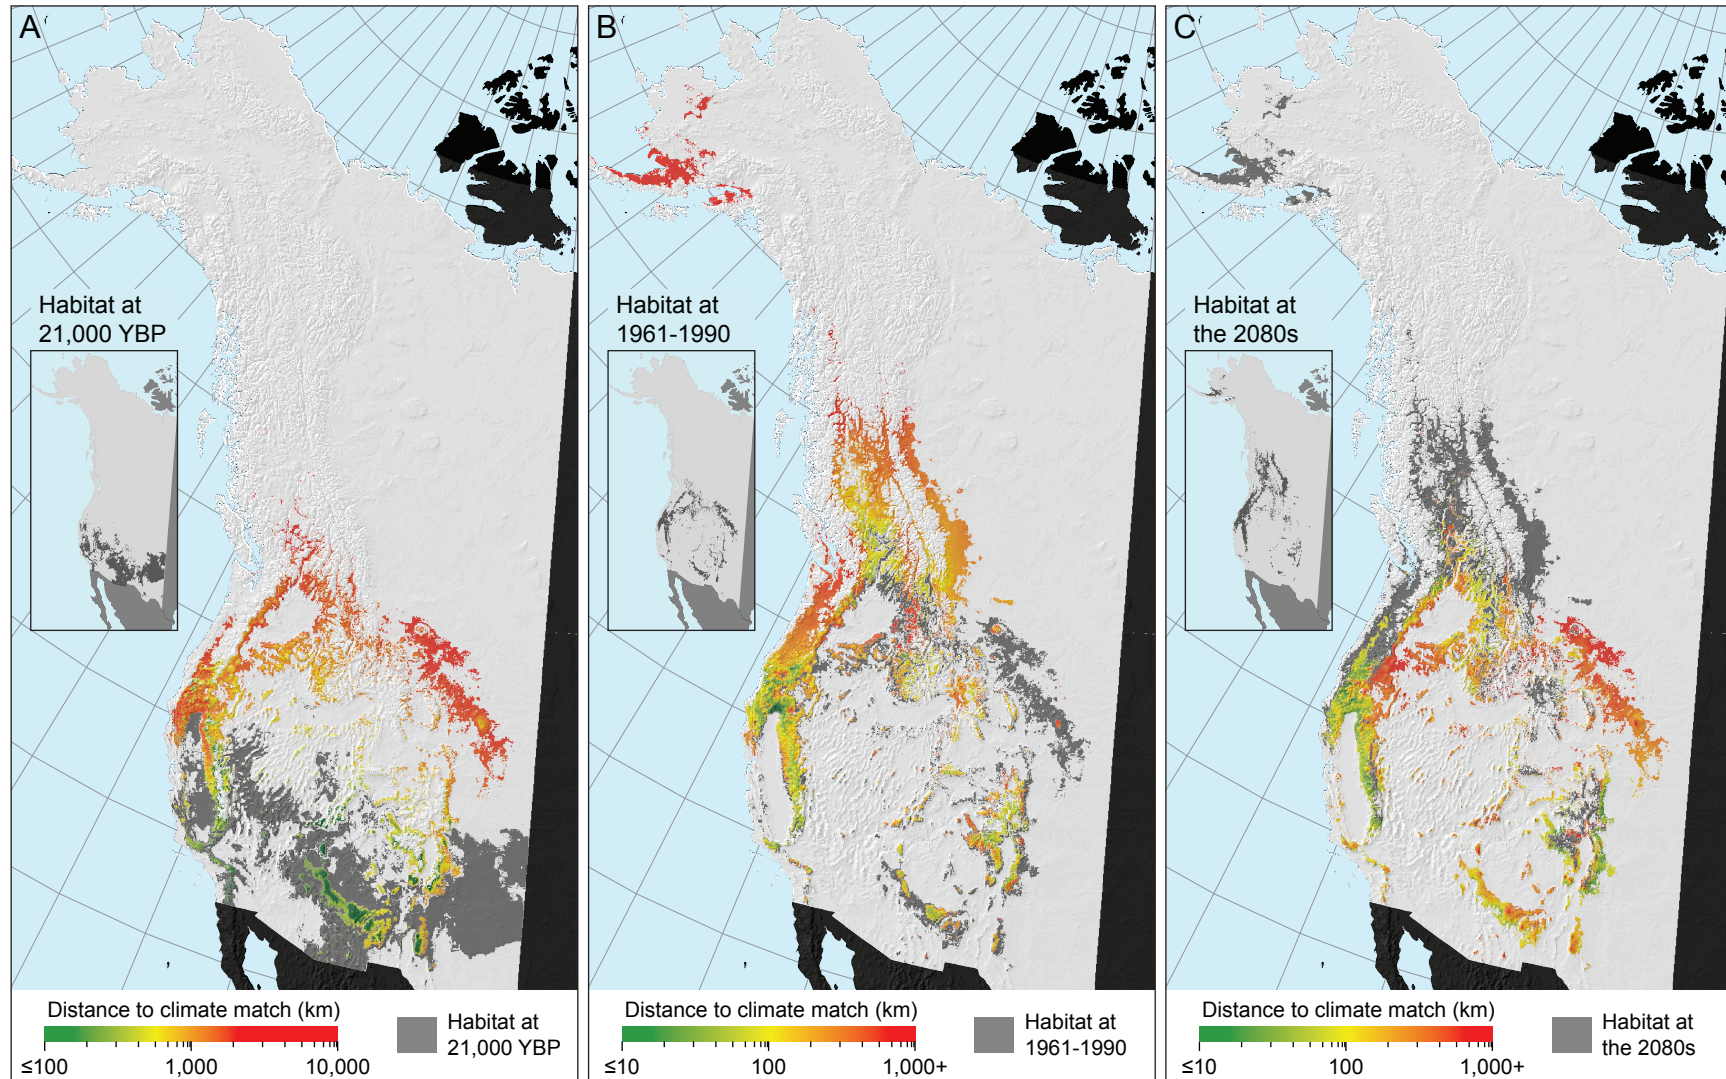 A
Habitat at
21,000 YBP
Distance to climate match (km)
≤100 1,000 10,000
Habitat at
21,000 YBP
B
Habitat at
1961-1990
Distance to climate match (km)
≤10 100 1,000+
Habitat at
1961-1990
C
Habitat at
the 2080s
Distance to climate match (km)
≤10 100 1,000+
Habitat at
the 2080s